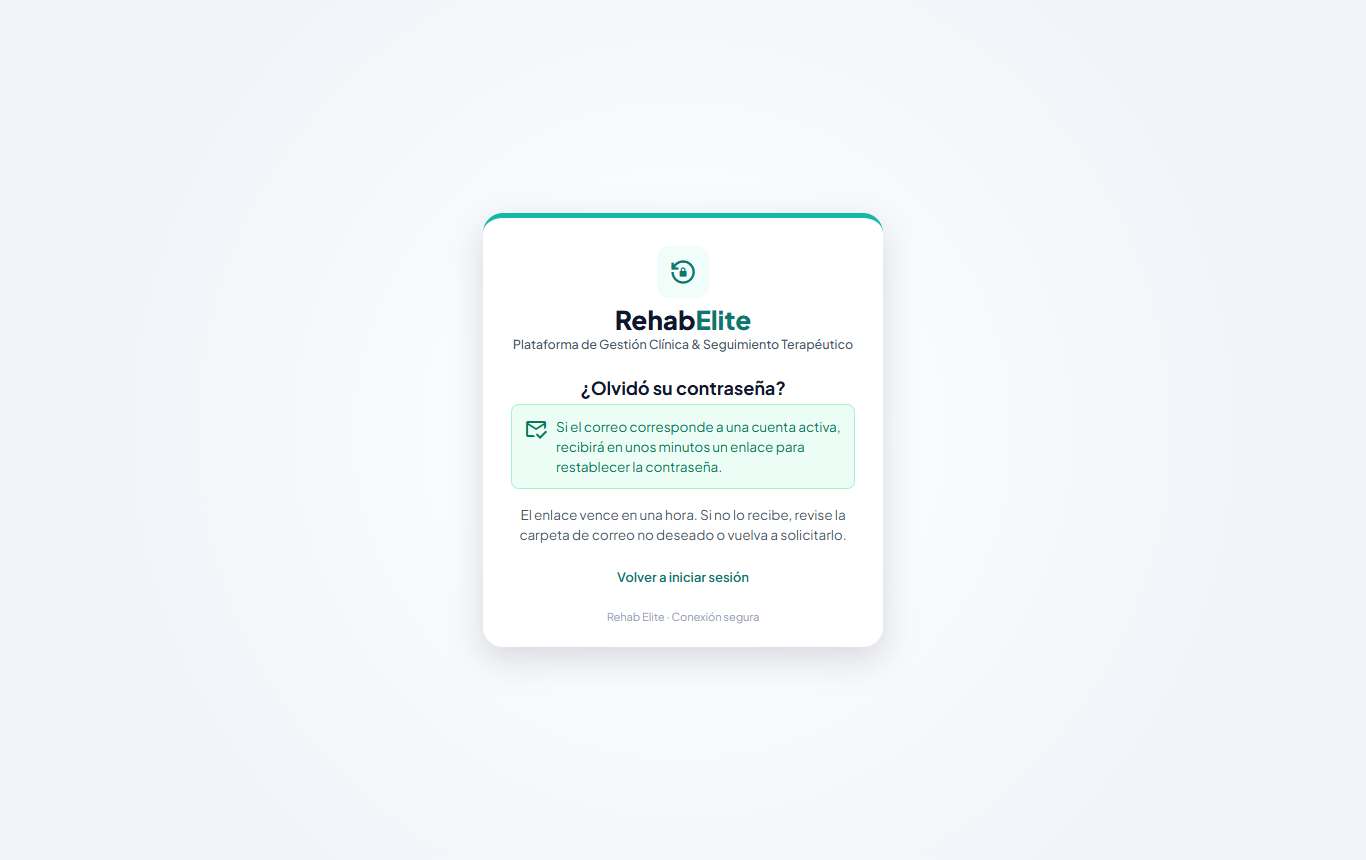 RehabElite
Plataforma de Gestión Clínica & Seguimiento Terapéutico
¿Olvidó su contraseña?
Si el correo corresponde a una cuenta activa,
recibirá en unos minutos un enlace para
restablecer la contraseña.
El enlace vence en una hora. Si no lo recibe, revise la
carpeta de correo no deseado o vuelva a solicitarlo.
Volver a iniciar sesión
Rehab Elite · Conexión segura